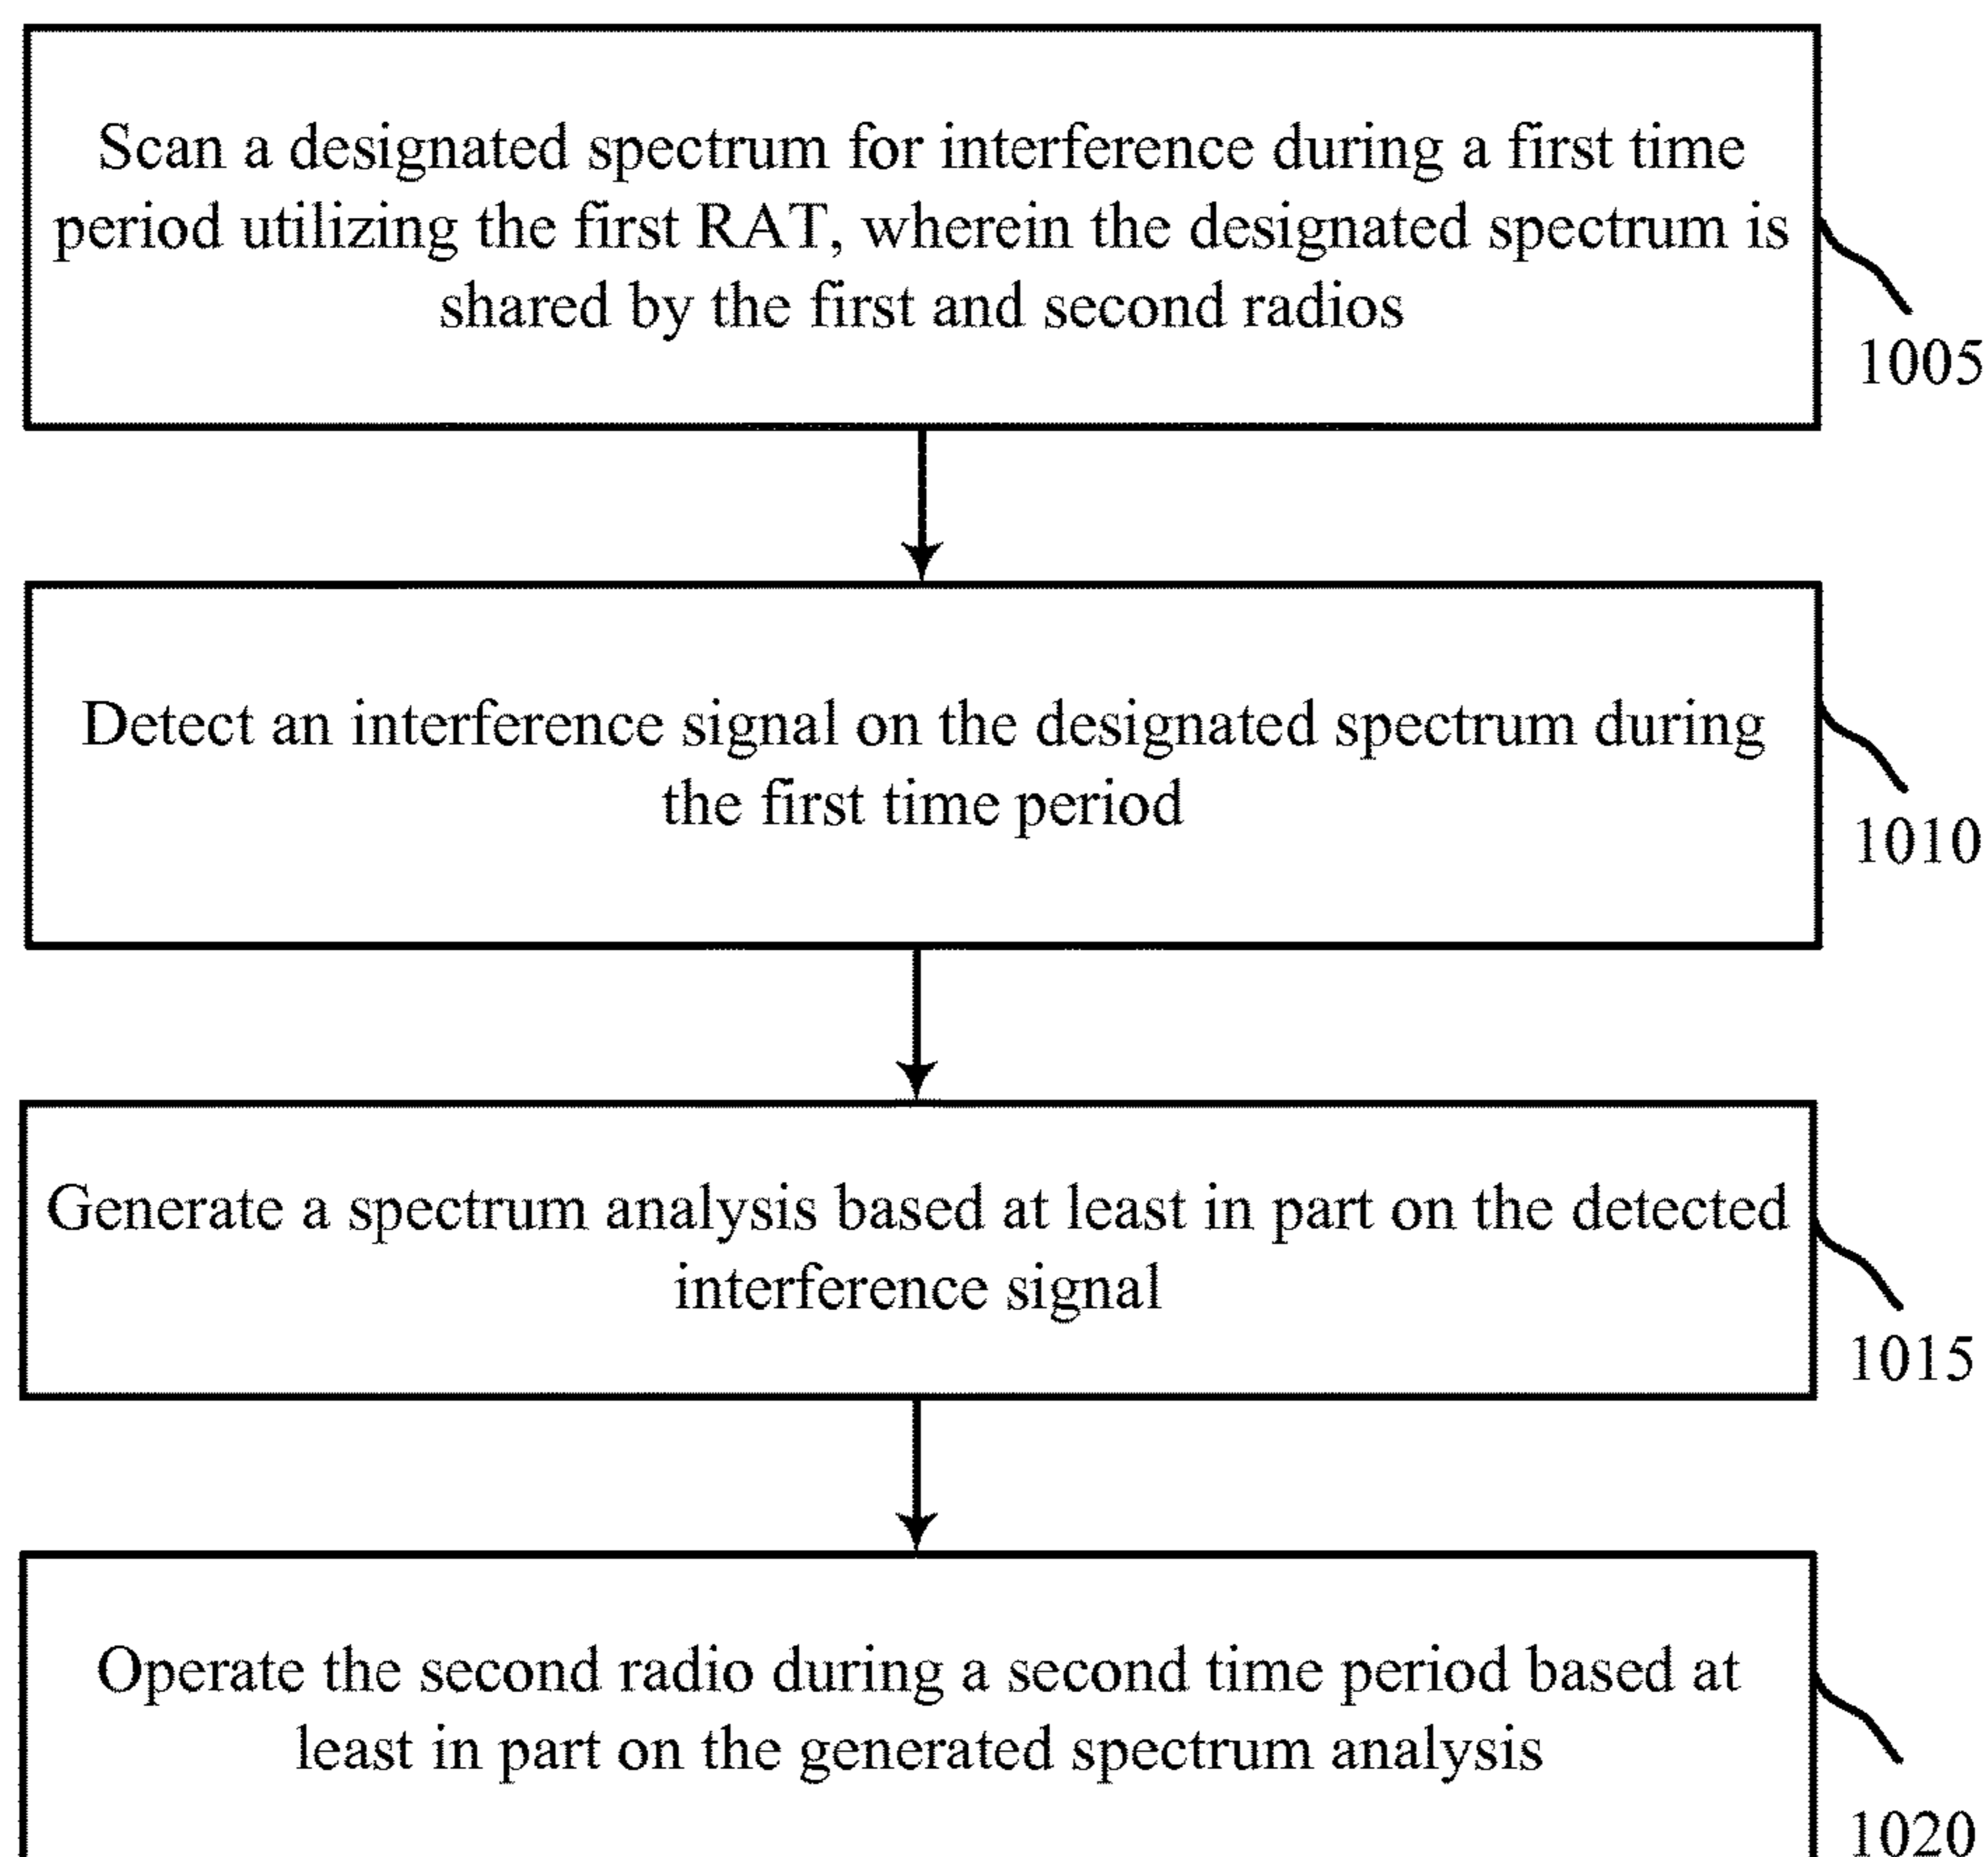 Scan a designated spectrum for interference during a first time
period utilizing the first RAT, wherein the designated spectrum is
shared by the first and second radios
1005
Detect an interference signal on the designated spectrum during
the first time period
1010
Generate a spectrum analysis based at least in part on the detected
interference signal
1015
Operate the second radio during a second time period based at
least in part on the generated spectrum analysis
1020